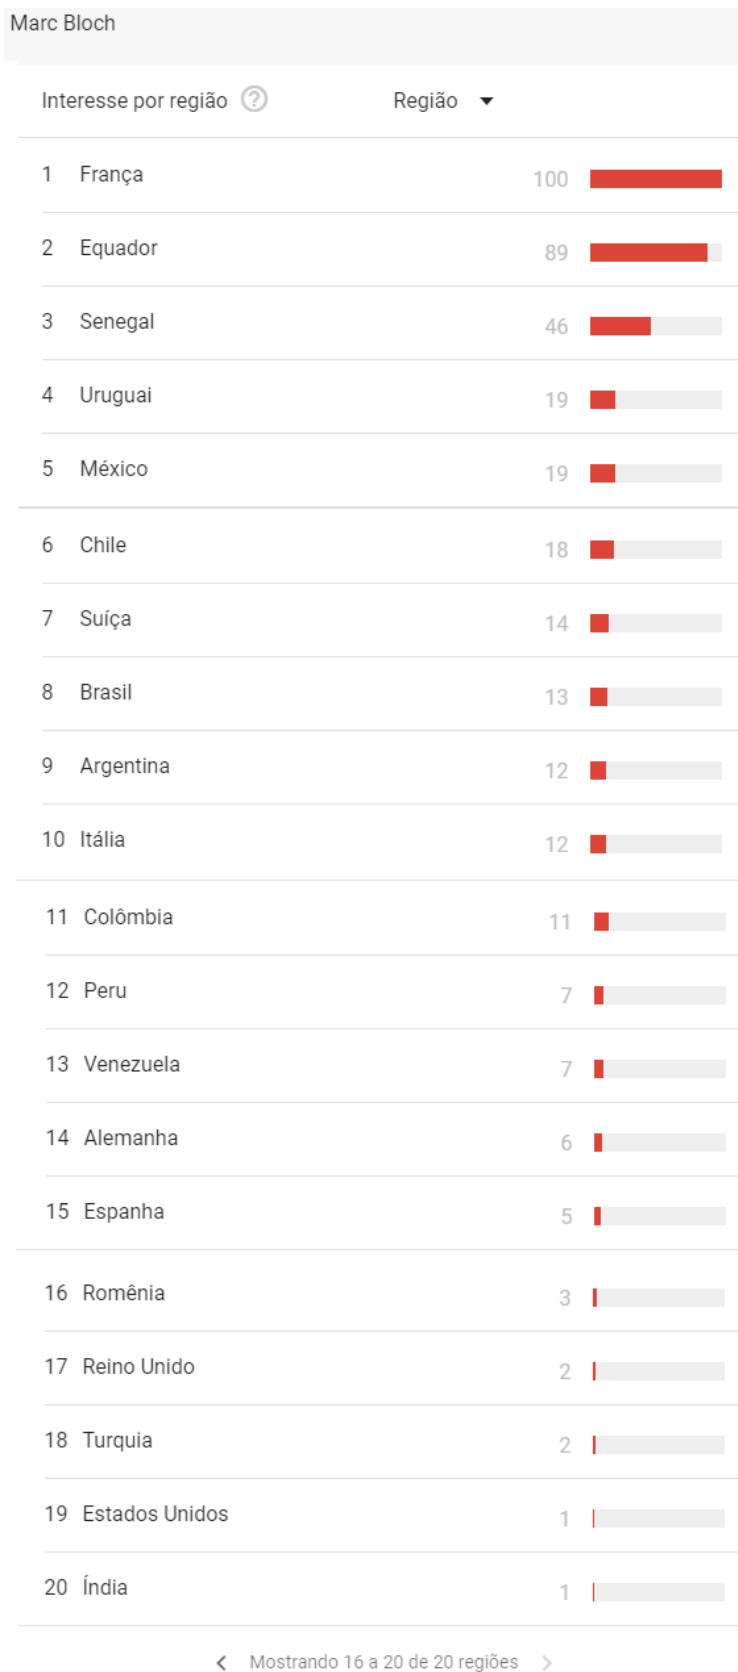 Marc Bloch
Interesse por região ? Região
1 França 100
2 Equador 89
3 Senegal 46
4 Uruguai 19
5 México 19
6 Chile 18
7 Suíça 14
8 Brasil 13
9 Argentina 12
10 Itália 12
11 Colômbia 11
12 Peru 7
13 Venezuela 7
14 Alemanha 6
15 Espanha 5
16 Romênia 3
17 Reino Unido 2
18 Turquia 2
19 Estados Unidos 1
20 Índia 1
Mostrando 16 a 20 de 20 regiões